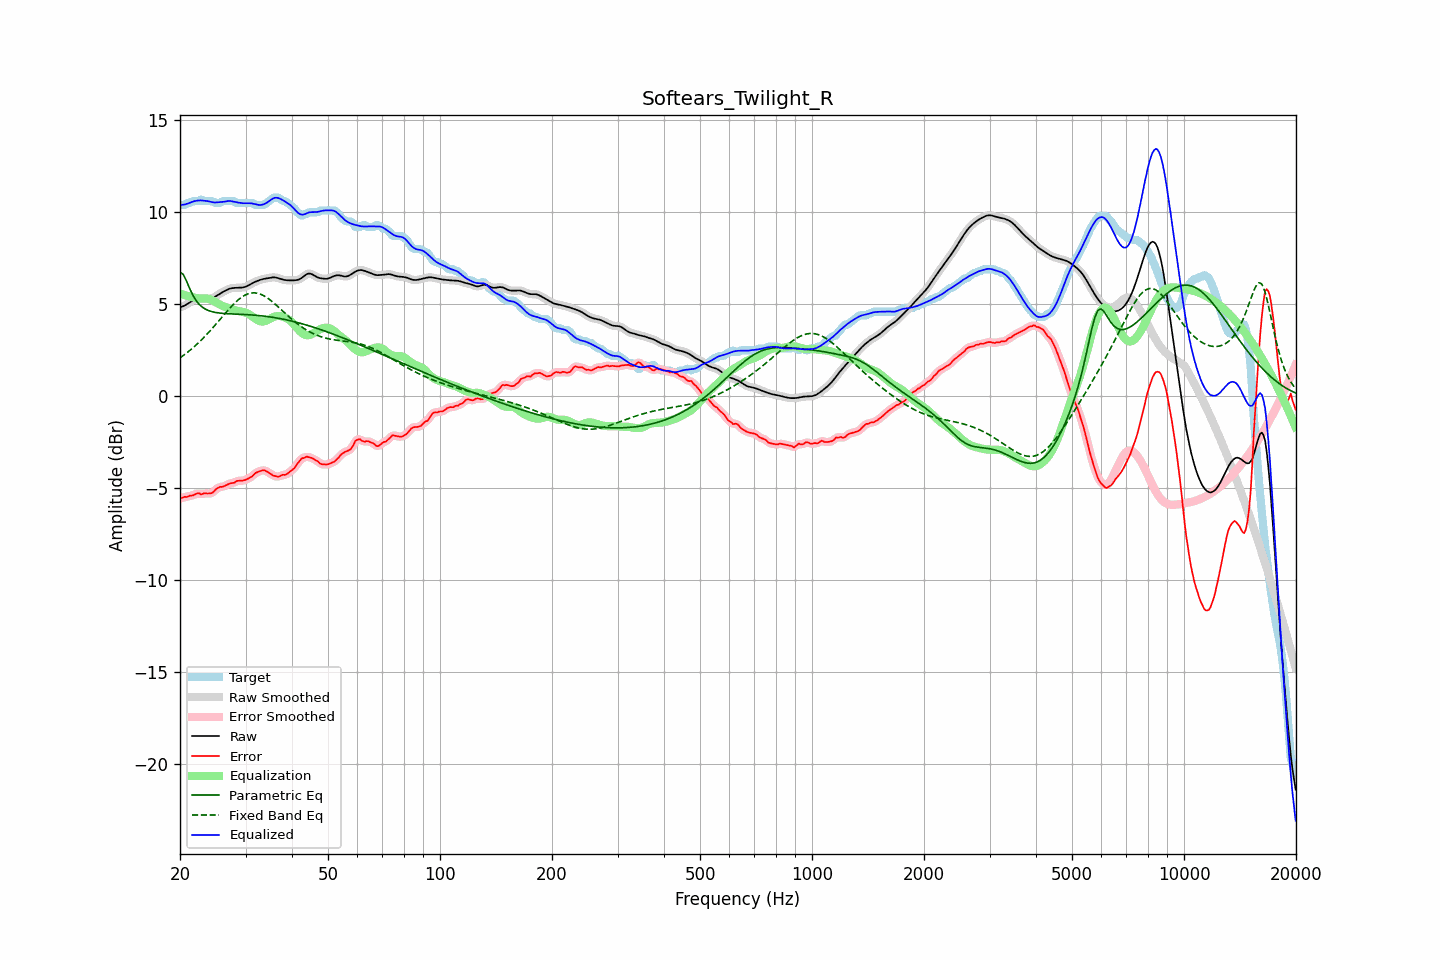 Softears_Twilight_R
15
10
5
0
−5
−10
−15
−20
Amplitude (dBr)
Target
Raw Smoothed
Error Smoothed
Raw
Error
Equalization
Parametric Eq
Fixed Band Eq
Equalized
20 50 100 200 500 1000 2000 5000 10000 20000
Frequency (Hz)